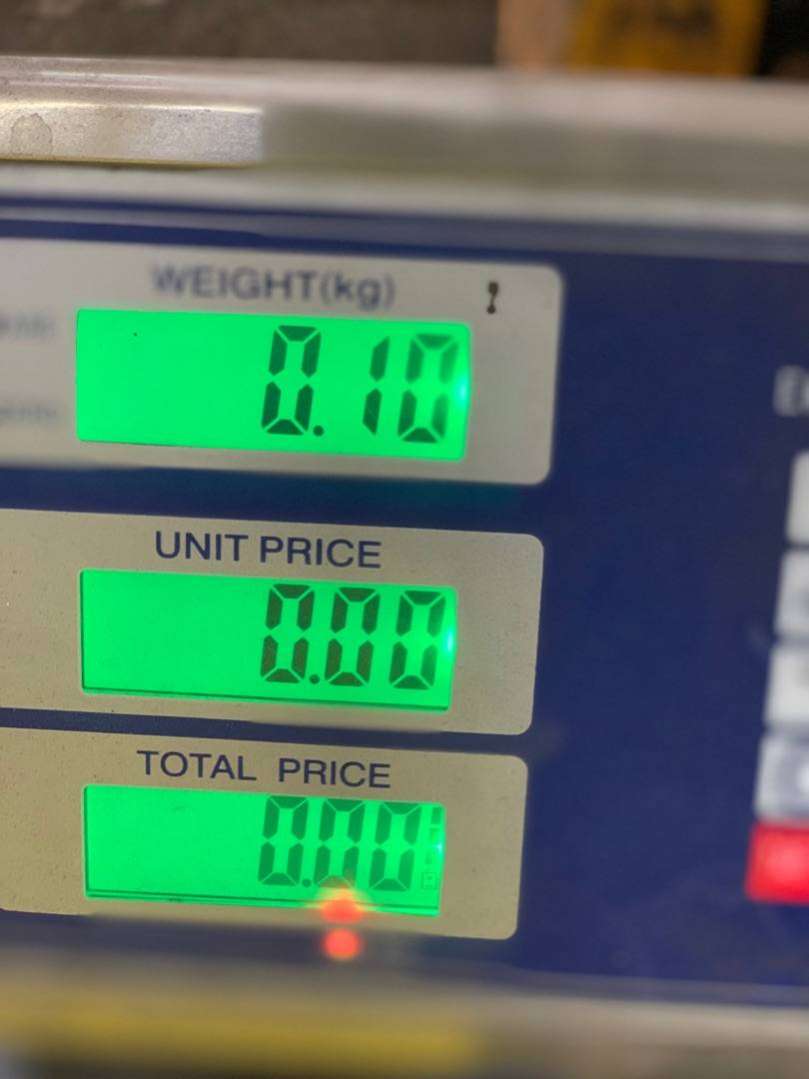 WEIGHT(kg)
0.10
UNIT PRICE
0.00
TOTAL PRICE
0.00